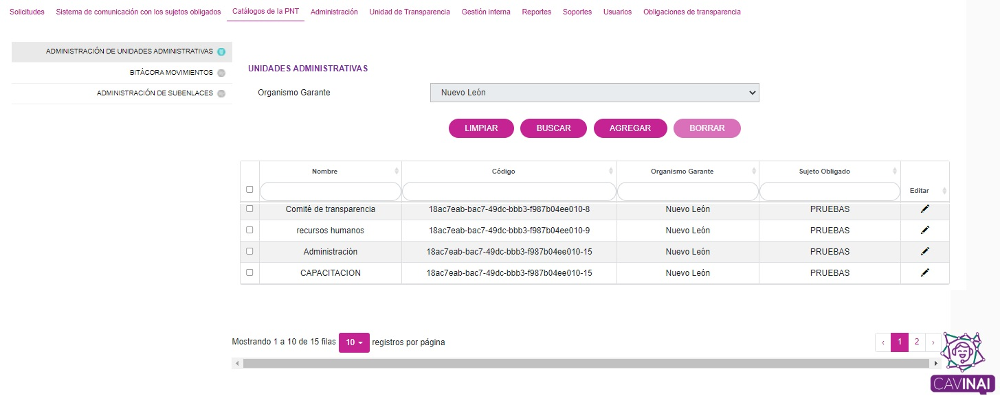 Solicitudes Sistema de comunicación con los sujetos obligados Catálogos de la PNT Administración Unidad de Transparencia Gestión interna Reportes Soportes Usuarios Obligaciones de transparencia
ADMINISTRACIÓN DE UNIDADES ADMINISTRATIVAS
BITÁCORA MOVIMIENTOS
ADMINISTRACIÓN DE SUBENLACES
UNIDADES ADMINISTRATIVAS
Organismo Garante Nuevo León
LIMPIAR BUSCAR AGREGAR BORRAR
Nombre Código Organismo Garante Sujeto Obligado Editar
Comité de transparencia 18ac7eab-bac7-49dc-bbb3-f987b04ee010-8 Nuevo León PRUEBAS
recursos humanos 18ac7eab-bac7-49dc-bbb3-f987b04ee010-9 Nuevo León PRUEBAS
Administración 18ac7eab-bac7-49dc-bbb3-f987b04ee010-15 Nuevo León PRUEBAS
CAPACITACION 18ac7eab-bac7-49dc-bbb3-f987b04ee010-15 Nuevo León PRUEBAS
Mostrando 1 a 10 de 15 filas 10 registros por página ‹ 1 2 ›
CAVINAI